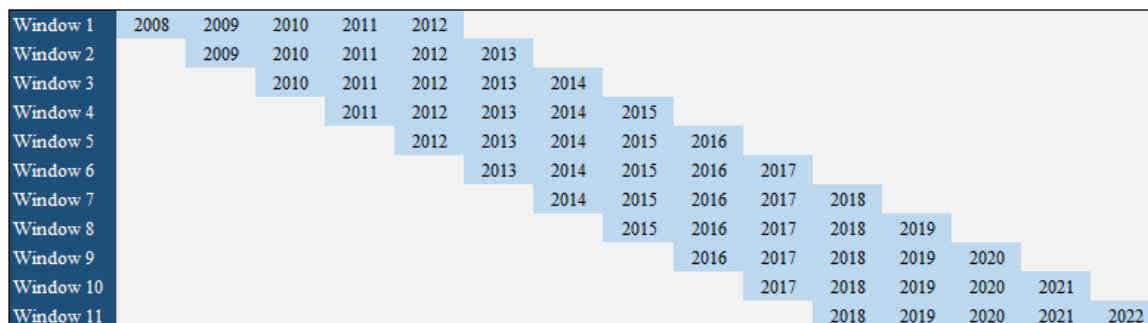 Window 1 2008 2009 2010 2011 2012
Window 2 2009 2010 2011 2012 2013
Window 3 2010 2011 2012 2013 2014
Window 4 2011 2012 2013 2014 2015
Window 5 2012 2013 2014 2015 2016
Window 6 2013 2014 2015 2016 2017
Window 7 2014 2015 2016 2017 2018
Window 8 2015 2016 2017 2018 2019
Window 9 2016 2017 2018 2019 2020
Window 10 2017 2018 2019 2020 2021
Window 11 2018 2019 2020 2021 2022